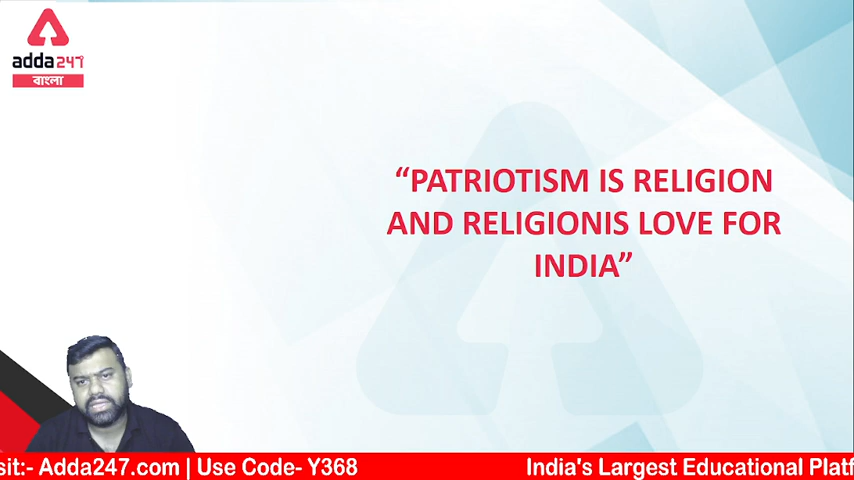 adda247
বাংলা
“PATRIOTISM IS RELIGION
AND RELIGIONIS LOVE FOR
INDIA”
sit:- Adda247.com | Use Code- Y368
India's Largest Educational Platf